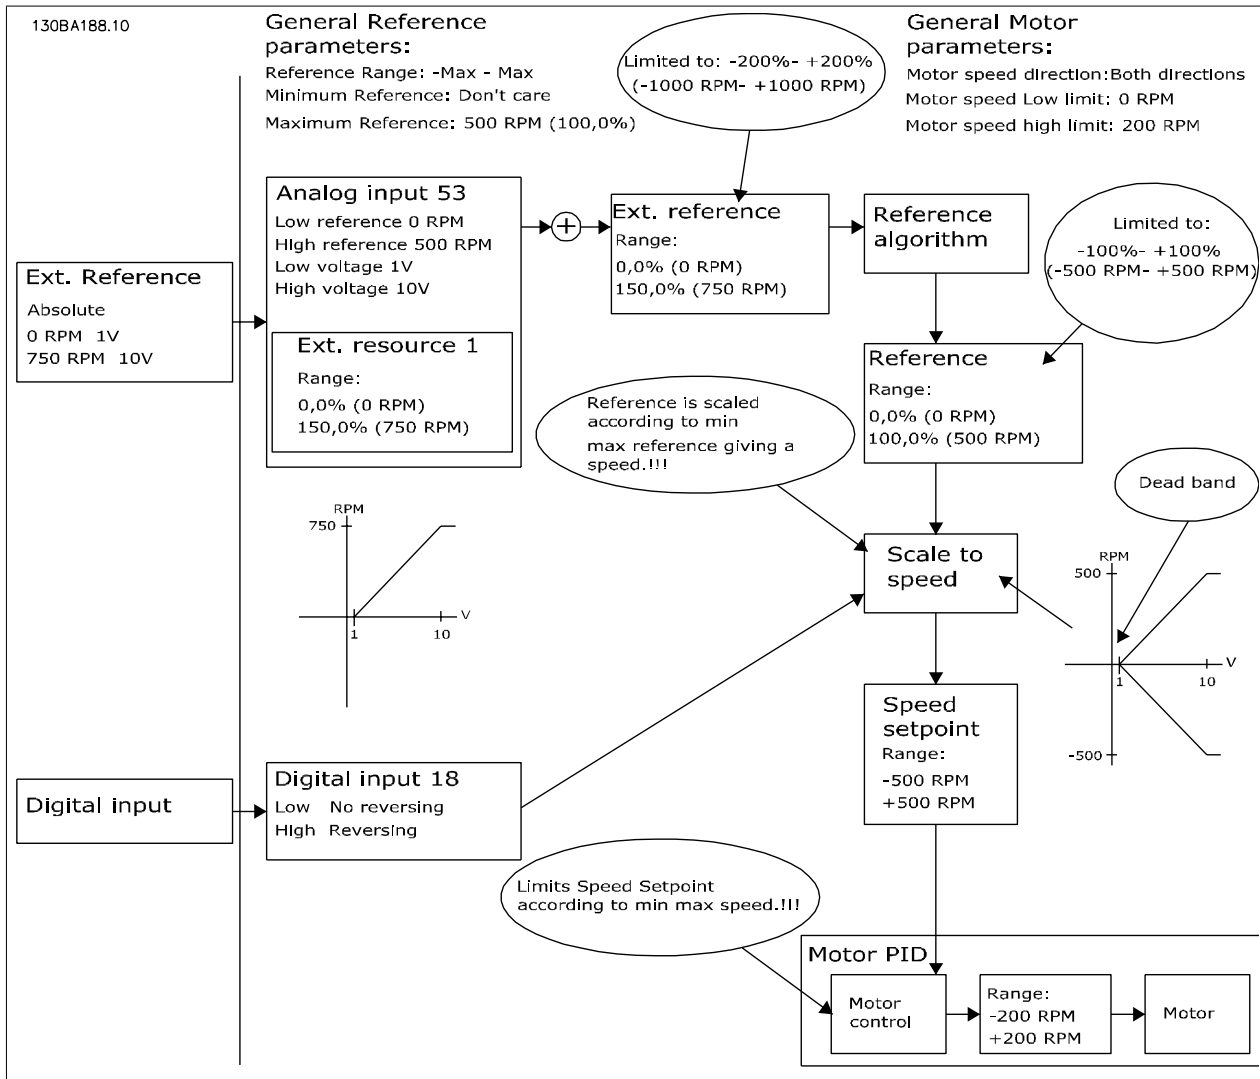 130BA188.10
General Reference
parameters:
Reference Range: -Max - Max
Minimum Reference: Don't care
Maximum Reference: 500 RPM (100,0%)
Limited to: -200%- +200%
(-1000 RPM- +1000 RPM)
General Motor
parameters:
Motor speed direction:Both directions
Motor speed Low limit: 0 RPM
Motor speed high limit: 200 RPM
Ext. Reference
Absolute
0 RPM 1V
750 RPM 10V
Analog input 53
Low reference 0 RPM
High reference 500 RPM
Low voltage 1V
High voltage 10V
Ext. resource 1
Range:
0,0% (0 RPM)
150,0% (750 RPM)
+
Ext. reference
Range:
0,0% (0 RPM)
150,0% (750 RPM)
Reference
algorithm
Limited to:
-100%- +100%
(-500 RPM- +500 RPM)
Reference
Range:
0,0% (0 RPM)
100,0% (500 RPM)
Reference is scaled
according to min
max reference giving a
speed.!!!
Dead band
RPM
750
1
10
V
Scale to
speed
RPM
500
1
10
V
-500
Speed
setpoint
Range:
-500 RPM
+500 RPM
Digital input
Digital input 18
Low No reversing
High Reversing
Limits Speed Setpoint
according to min max speed.!!!
Motor PID
Motor
control
Range:
-200 RPM
+200 RPM
Motor